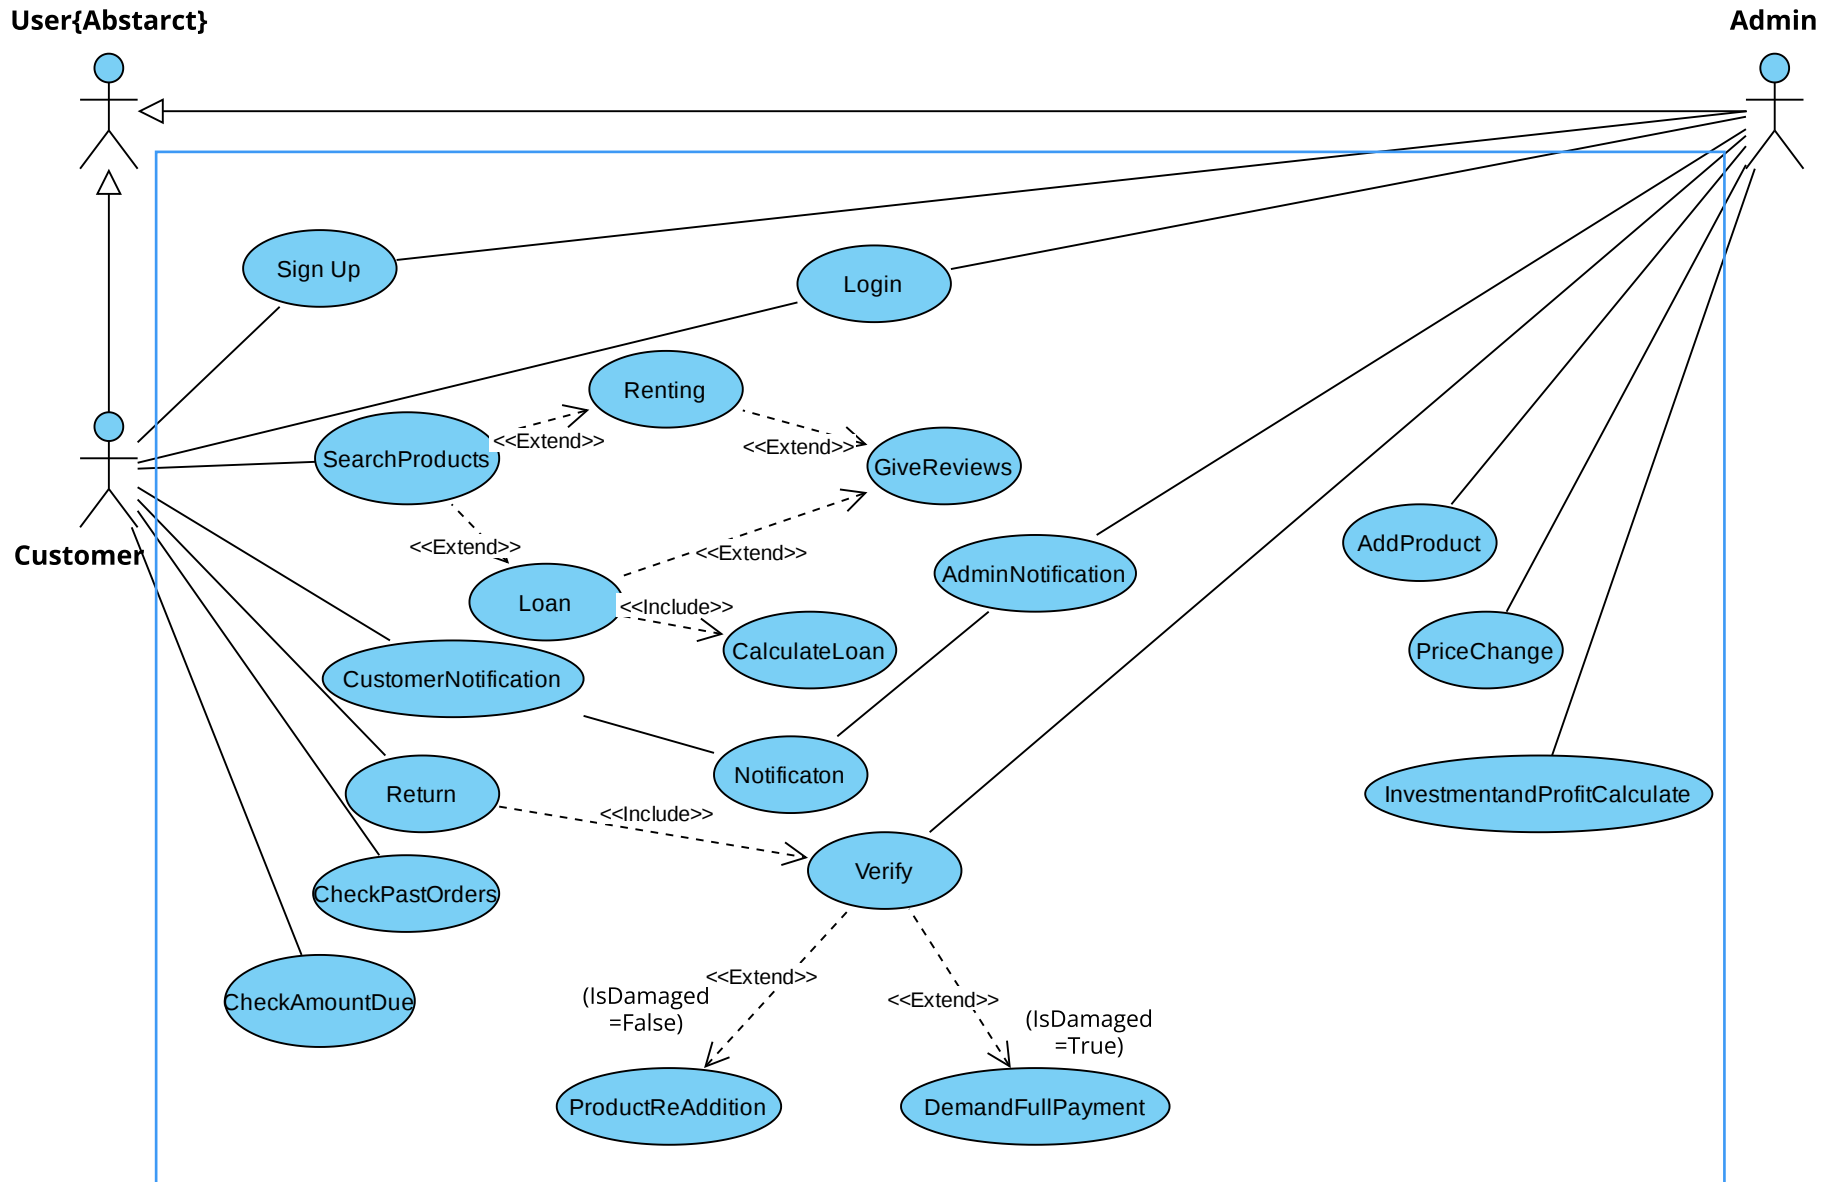 User{Abstarct}
Admin
Sign Up
Login
Renting
<<Extend>>
<<Extend>>
SearchProducts
GiveReviews
<<Extend>>
<<Extend>>
Customer
AddProduct
AdminNotification
Loan
<<Include>>
CalculateLoan
PriceChange
CustomerNotification
Notificaton
Return
InvestmentandProfitCalculate
<<Include>>
Verify
CheckPastOrders
<<Extend>>
(IsDamaged
=False)
CheckAmountDue
<<Extend>>
(IsDamaged
=True)
ProductReAddition
DemandFullPayment